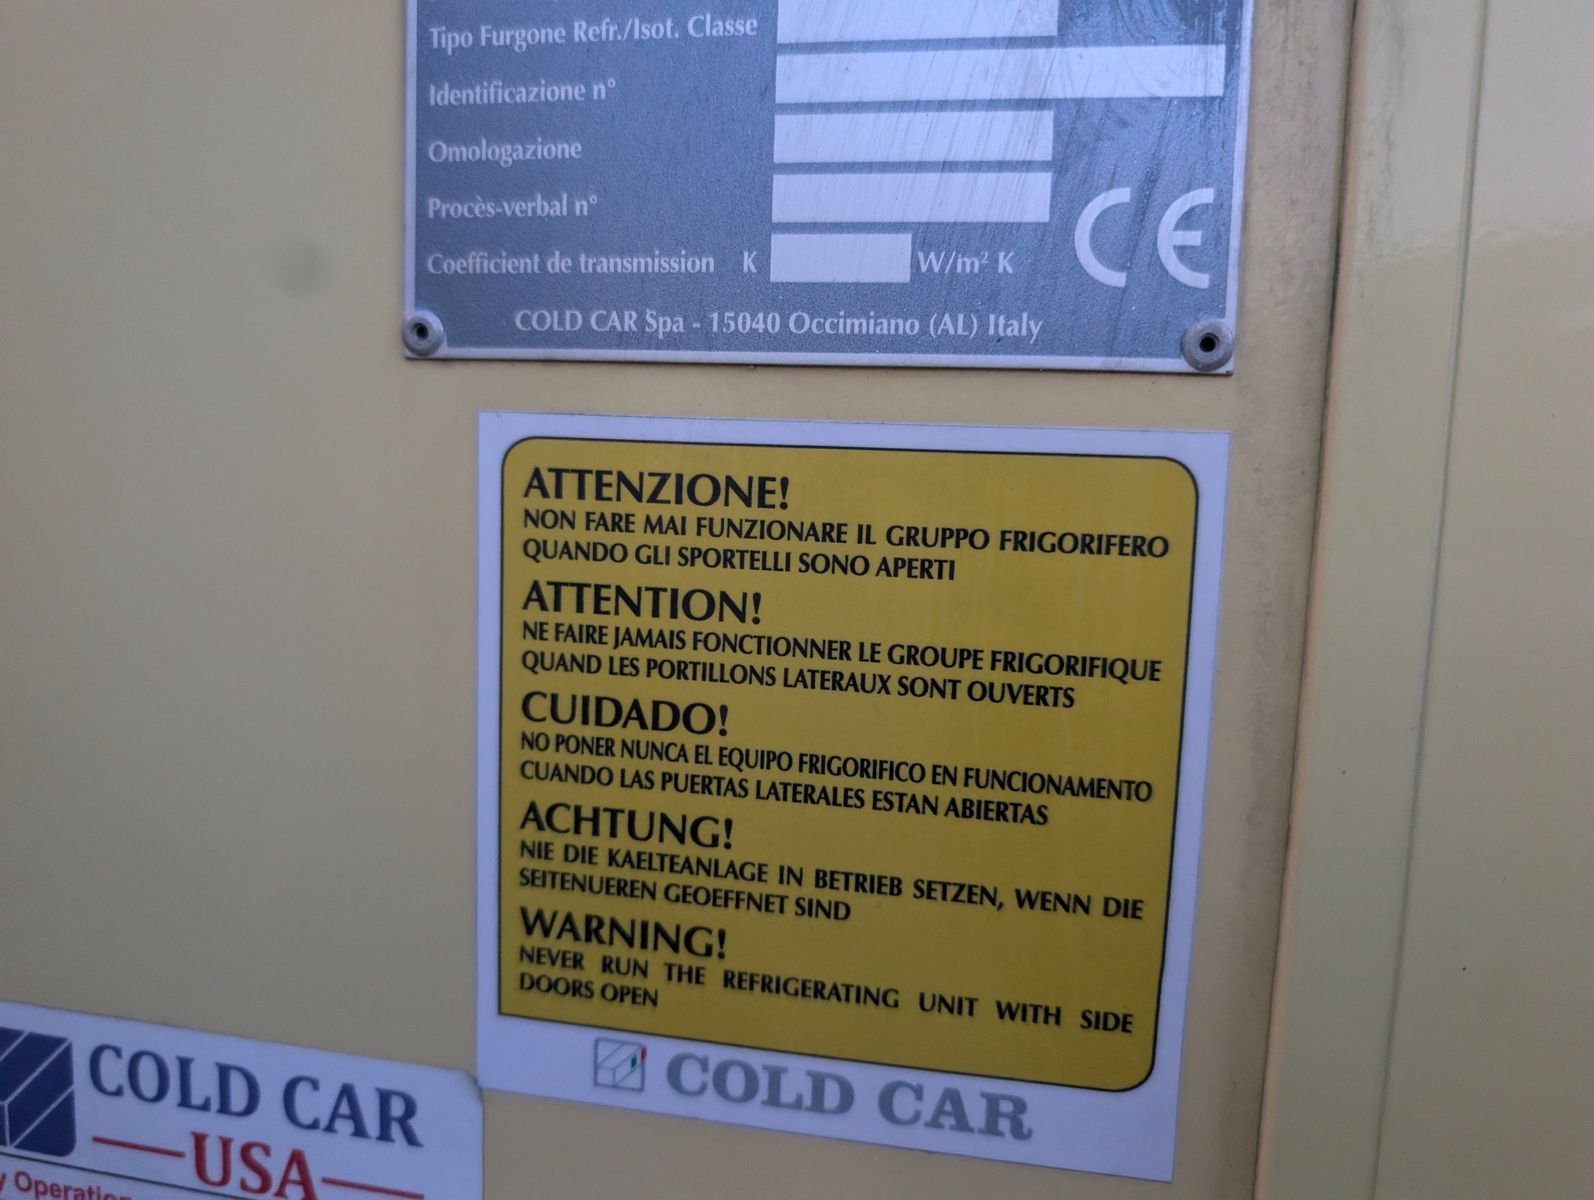 Tipo Furgone Refr./Isot. Classe
Identificazione n°
Omologazione
Procès-verbal n°
Coefficient de transmission K W/m² K
CE
COLD CAR Spa - 15040 Occimiano (AL) Italy
ATTENZIONE!
NON FARE MAI FUNZIONARE IL GRUPPO FRIGORIFERO
QUANDO GLI SPORTELLI SONO APERTI
ATTENTION!
NE FAIRE JAMAIS FONCTIONNER LE GROUPE FRIGORIFIQUE
QUAND LES PORTILLONS LATERAUX SONT OUVERTS
CUIDADO!
NO PONER NUNCA EL EQUIPO FRIGORIFICO EN FUNCIONAMENTO
CUANDO LAS PUERTAS LATERALES ESTAN ABIERTAS
ACHTUNG!
NIE DIE KAELTEANLAGE IN BETRIEB SETZEN, WENN DIE
SEITENUEREN GEOEFFNET SIND
WARNING!
NEVER RUN THE REFRIGERATING UNIT WITH SIDE
DOORS OPEN
COLD CAR
COLD CAR
USA